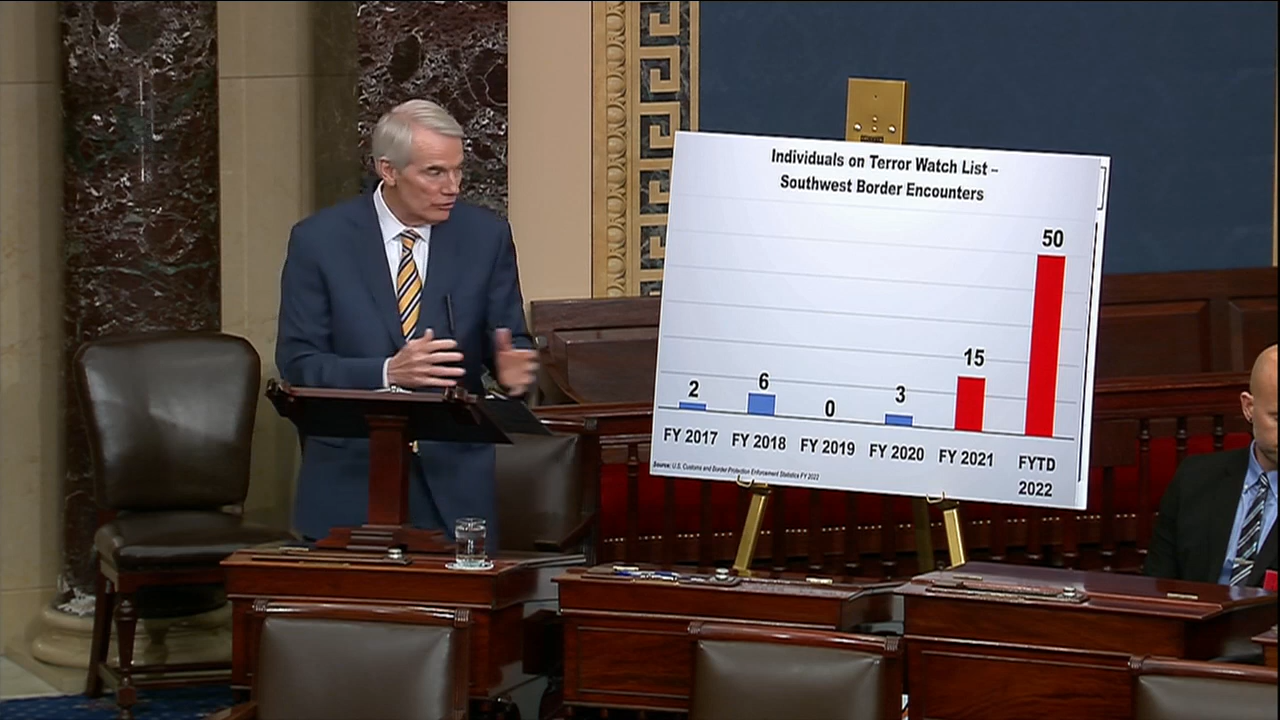 Individuals on Terror Watch List –
Southwest Border Encounters
50
15
6
3
2
0
FY 2017 FY 2018 FY 2019 FY 2020 FY 2021 FYTD
2022
Source: U.S. Customs and Border Protection Enforcement Statistics FY 2022